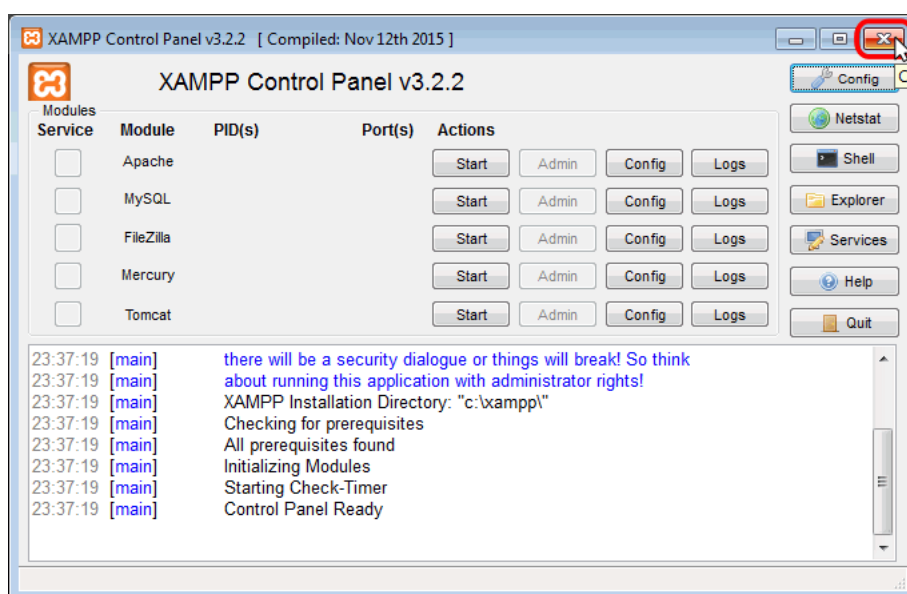 XAMPP Control Panel v3.2.2 [ Compiled: Nov 12th 2015 ]
XAMPP Control Panel v3.2.2
Config
Modules
Service Module PID(s) Port(s) Actions
Netstat
Apache Start Admin Config Logs
Shell
MySQL Start Admin Config Logs
Explorer
FileZilla Start Admin Config Logs
Services
Mercury Start Admin Config Logs
Help
Tomcat Start Admin Config Logs
Quit
23:37:19 [main] there will be a security dialogue or things will break! So think
23:37:19 [main] about running this application with administrator rights!
23:37:19 [main] XAMPP Installation Directory: "c:\xampp\"
23:37:19 [main] Checking for prerequisites
23:37:19 [main] All prerequisites found
23:37:19 [main] Initializing Modules
23:37:19 [main] Starting Check-Timer
23:37:19 [main] Control Panel Ready